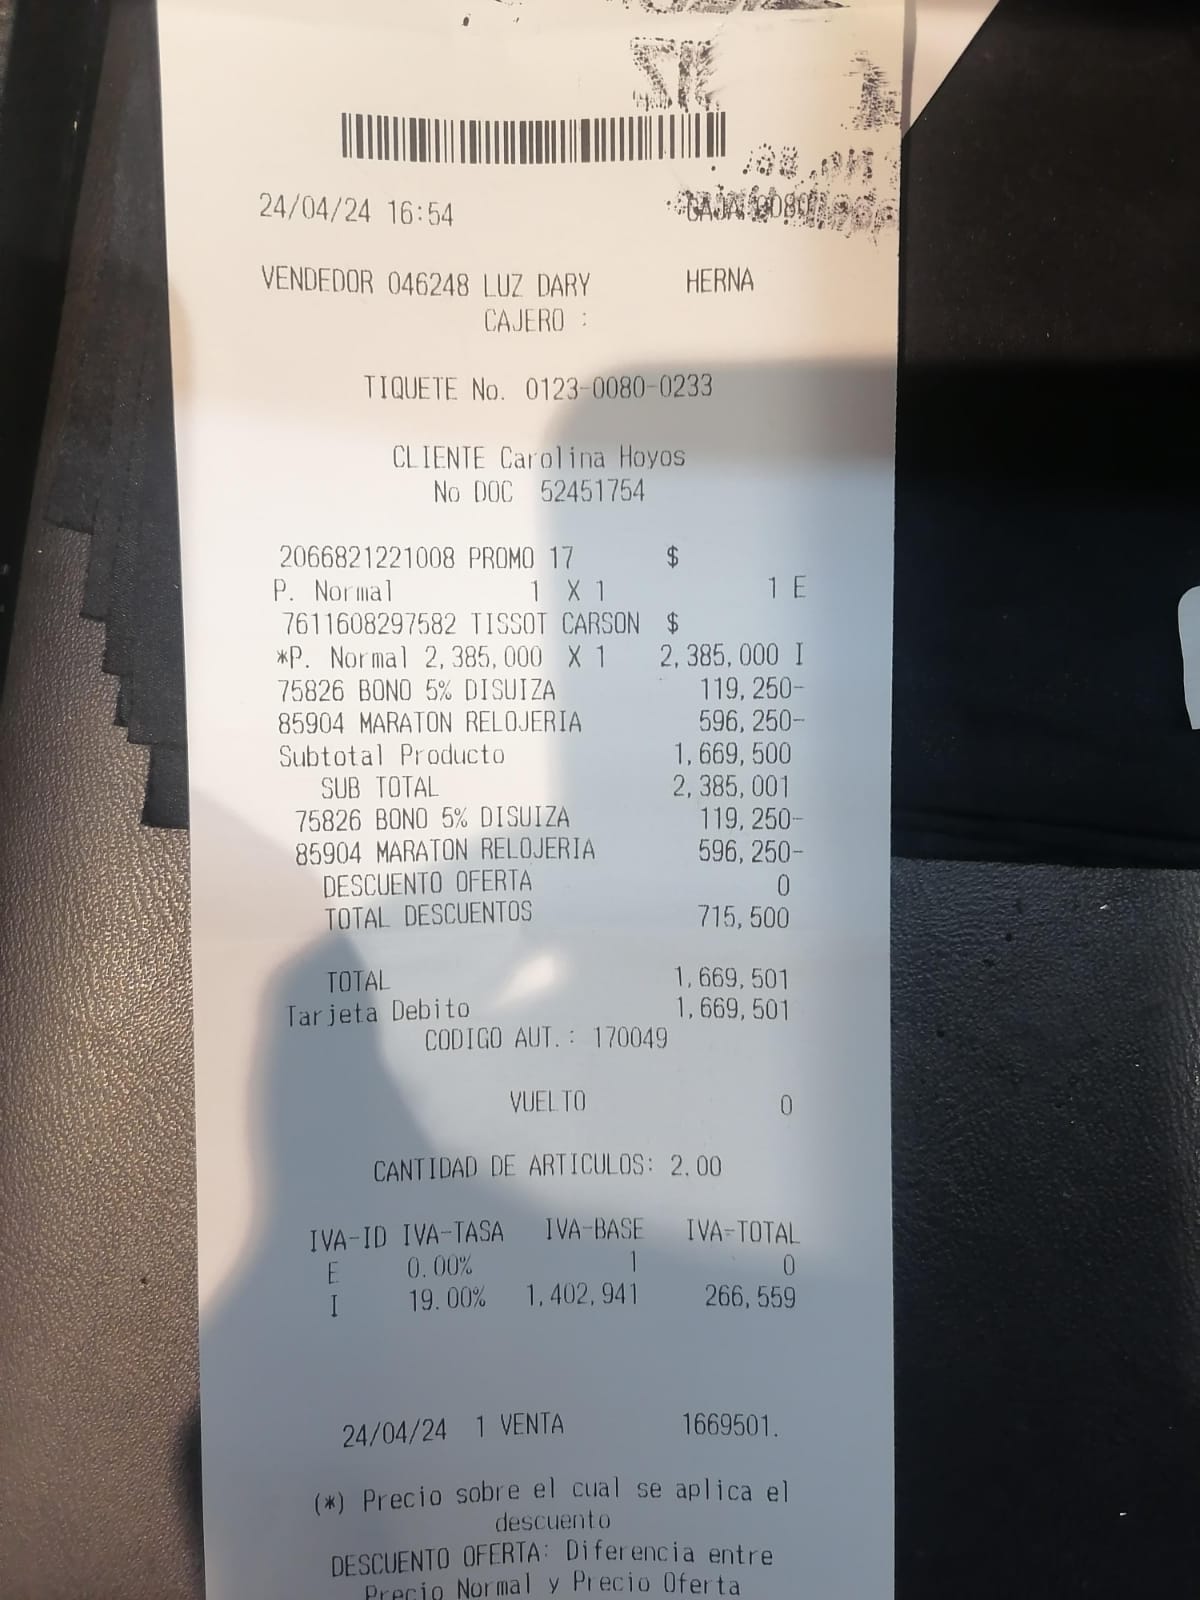 24/04/24 16:54 CAJA 0080
VENDEDOR 046248 LUZ DARY HERNA
CAJERO :
TIQUETE No. 0123-0080-0233
CLIENTE Carolina Hoyos
No DOC 52451754
2066821221008 PROMO 17 $
P. Normal 1 X 1 1 E
7611608297582 TISSOT CARSON $
*P. Normal 2,385,000 X 1 2,385,000 I
75826 BONO 5% DISUIZA 119,250-
85904 MARATON RELOJERIA 596,250-
Subtotal Producto 1,669,500
SUB TOTAL 2,385,001
75826 BONO 5% DISUIZA 119,250-
85904 MARATON RELOJERIA 596,250-
DESCUENTO OFERTA 0
TOTAL DESCUENTOS 715,500
TOTAL 1,669,501
Tarjeta Debito 1,669,501
CODIGO AUT.: 170049
VUELTO 0
CANTIDAD DE ARTICULOS: 2.00
IVA-ID IVA-TASA IVA-BASE IVA-TOTAL
E 0.00% 1 0
I 19.00% 1,402,941 266,559
24/04/24 1 VENTA 1669501.
(*) Precio sobre el cual se aplica el
descuento
DESCUENTO OFERTA: Diferencia entre
Precio Normal y Precio Oferta